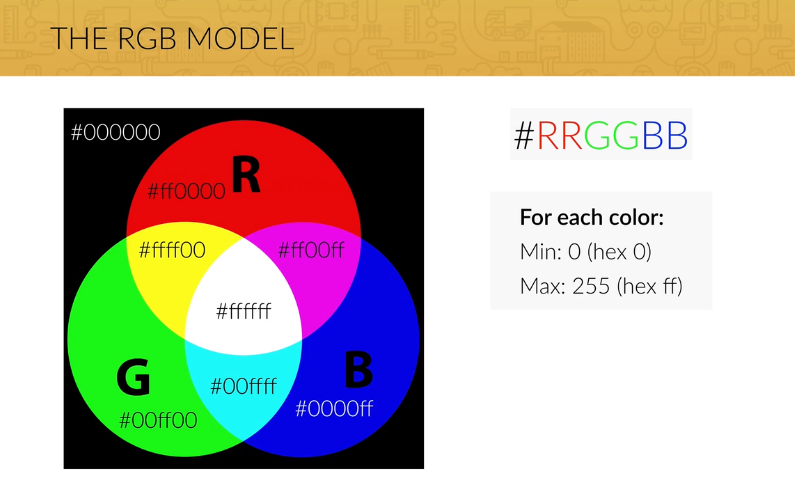 THE RGB MODEL
#000000
R
#ff0000
#ffff00
#ff00ff
#ffffff
G
#00ff00
#00ffff
B
#0000ff
#RRGGBB
For each color:
Min: 0 (hex 0)
Max: 255 (hex ff)